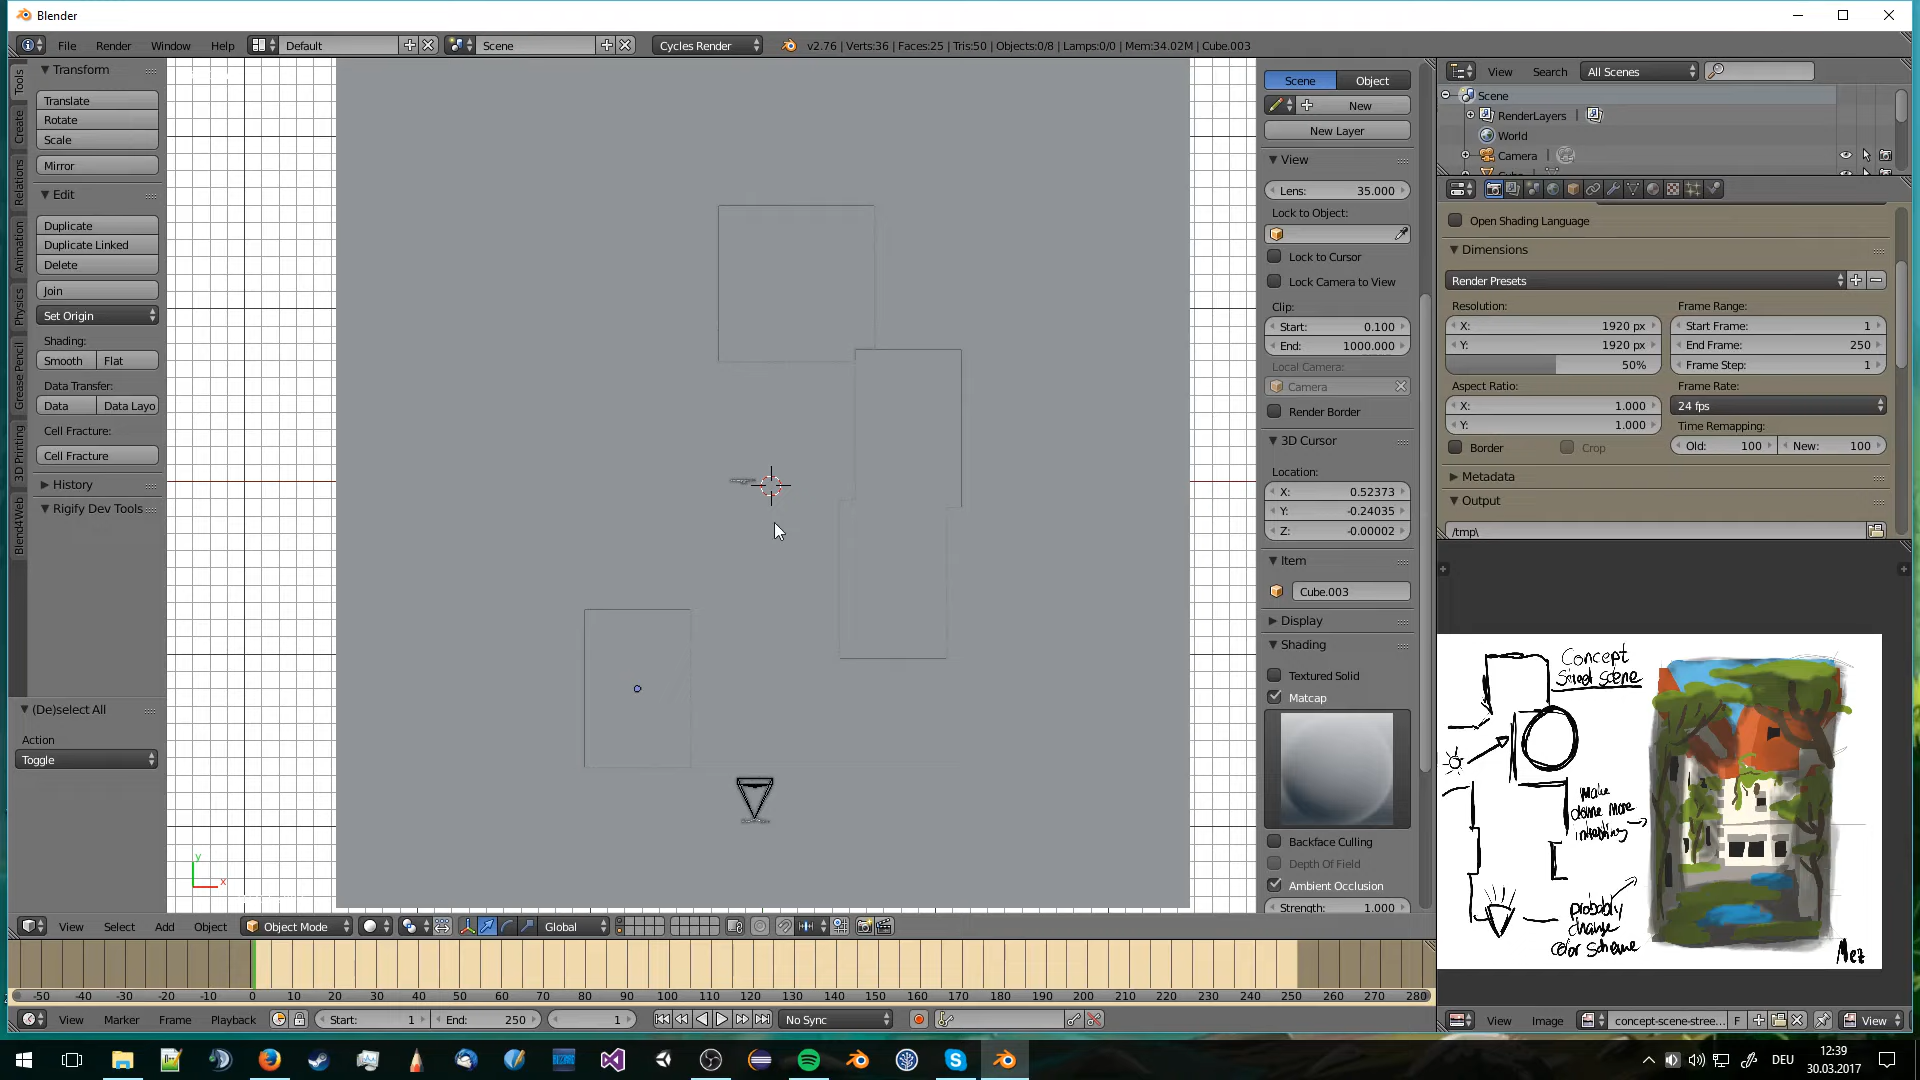 Blender
File Render Window Help Default Scene Cycles Render v2.76 | Verts:36 | Faces:25 | Tris:50 | Objects:0/8 | Lamps:0/0 | Mem:34.02M | Cube.003
Tools
Create
Relations
Animation
Physics
Grease Pencil
3D Printing
Blend4Web
Transform
Translate
Rotate
Scale
Mirror
Edit
Duplicate
Duplicate Linked
Delete
Join
Set Origin
Shading:
Smooth Flat
Data Transfer:
Data Data Layo
Cell Fracture:
Cell Fracture
History
Rigify Dev Tools
(De)select All
Action
Toggle
y
x
Scene Object
New
New Layer
View
Lens: 35.000
Lock to Object:
Lock to Cursor
Lock Camera to View
Clip:
Start: 0.100
End: 1000.000
Local Camera:
Camera
Render Border
3D Cursor
Location:
X: 0.52373
Y: -0.24035
Z: -0.00002
Item
Cube.003
Display
Shading
Textured Solid
Matcap
Backface Culling
Depth Of Field
Ambient Occlusion
Strength: 1.000
View Search All Scenes
Scene
RenderLayers
World
Camera
Open Shading Language
Dimensions
Render Presets
Resolution:
X: 1920 px
Y: 1920 px
50%
Aspect Ratio:
X: 1.000
Y: 1.000
Border Crop
Frame Range:
Start Frame: 1
End Frame: 250
Frame Step: 1
Frame Rate:
24 fps
Time Remapping:
Old: 100 New: 100
Metadata
Output
/tmp\
Concept
Street scene
Make
dome more
interesting
probably
change
color scheme
Mez
View Image concept-scene-stree... F View
View Select Add Object Object Mode Global
-50 -40 -30 -20 -10 0 10 20 30 40 50 60 70 80 90 100 110 120 130 140 150 160 170 180 190 200 210 220 230 240 250 260 270 280
View Marker Frame Playback Start: 1 End: 250 1 No Sync
DEU 12:39
30.03.2017